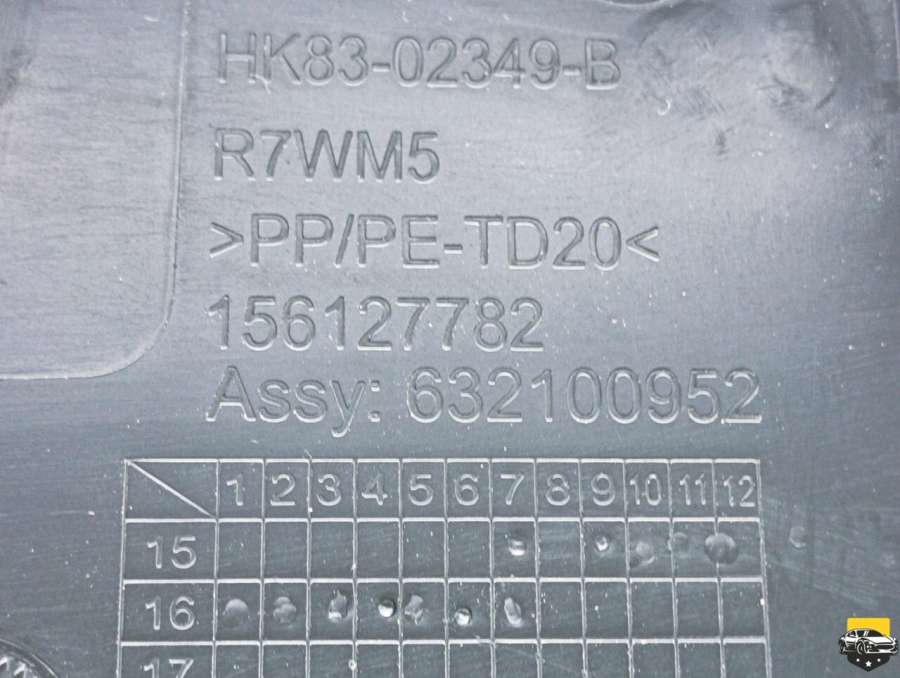 HK83-02349-B
R7WM5
>PP/PE-TD20<
156127782
Assy: 632100952
1 2 3 4 5 6 7 8 9 10 11 12
15
16
17